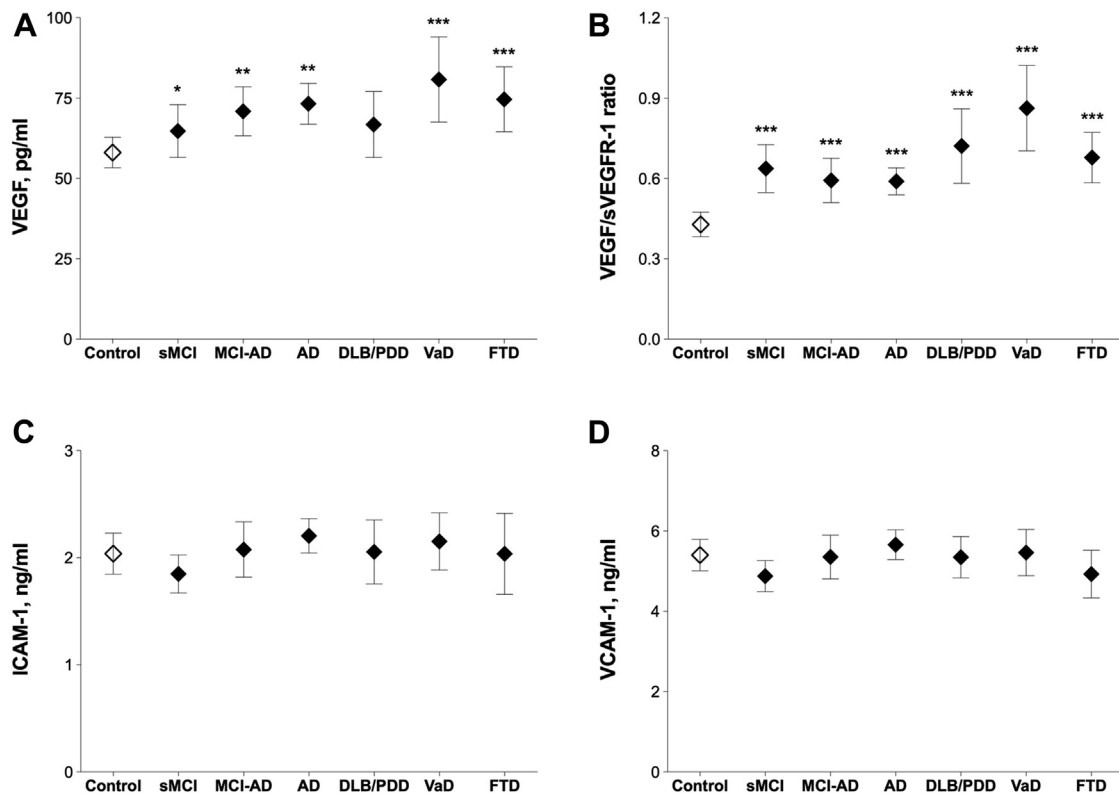 A
VEGF, pg/ml
100
75
50
25
0
*
**
**
***
***
Control sMCI MCI-AD AD DLB/PDD VaD FTD
B
VEGF/sVEGFR-1 ratio
1.2
0.9
0.6
0.3
0.0
***
***
***
***
***
***
Control sMCI MCI-AD AD DLB/PDD VaD FTD
C
ICAM-1, ng/ml
3
2
1
0
Control sMCI MCI-AD AD DLB/PDD VaD FTD
D
VCAM-1, ng/ml
8
6
4
2
0
Control sMCI MCI-AD AD DLB/PDD VaD FTD